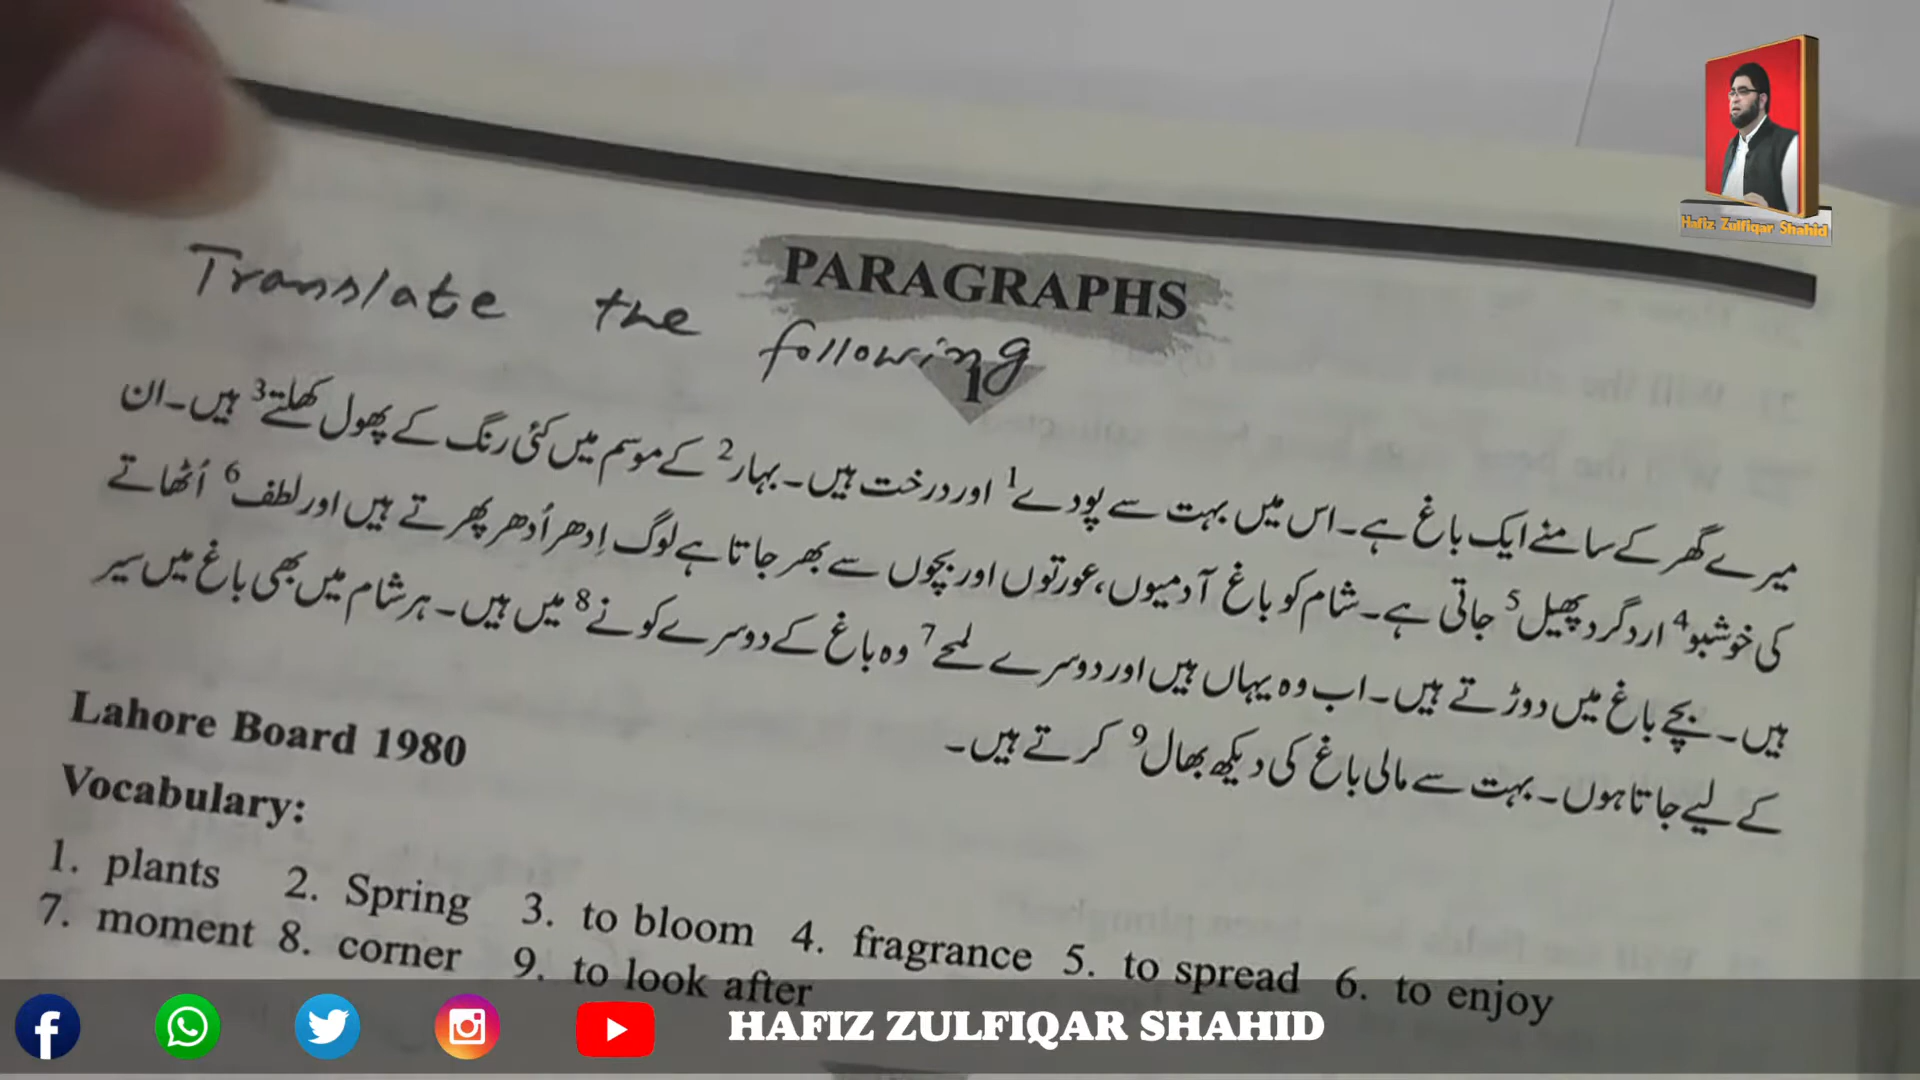 Hafiz Zulfiqar Shahid
PARAGRAPHS
Translate the following
1
میرے گھر کے سامنے ایک باغ ہے۔ اس میں بہت سے پودے1 اور درخت ہیں۔ بہار2 کے موسم میں کئی رنگ کے پھول کھلتے3 ہیں۔ ان
کی خوشبو4 اردگرد پھیل5 جاتی ہے۔ شام کو باغ آدمیوں، عورتوں اور بچوں سے بھر جاتا ہے لوگ اِدھر اُدھر پھرتے ہیں اور لطف6 اُٹھاتے
ہیں۔ بچے باغ میں دوڑتے ہیں۔ اب وہ یہاں ہیں اور دوسرے لمحے7 وہ باغ کے دوسرے کونے8 میں ہیں۔ ہر شام میں بھی باغ میں سیر
کے لیے جاتا ہوں۔ بہت سے مالی باغ کی دیکھ بھال9 کرتے ہیں۔
Lahore Board 1980
Vocabulary:
1. plants 2. Spring 3. to bloom 4. fragrance 5. to spread 6. to enjoy
7. moment 8. corner 9. to look after
HAFIZ ZULFIQAR SHAHID